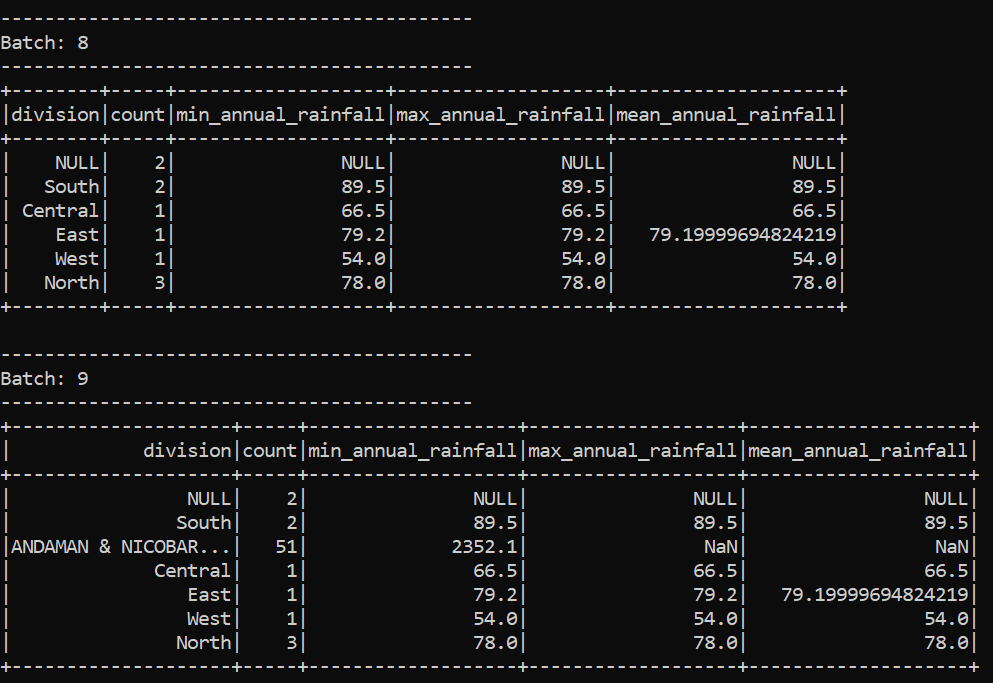 -------------------------------------------
Batch: 8
-------------------------------------------
+--------+-----+-------------------+-------------------+--------------------+
|division|count|min_annual_rainfall|max_annual_rainfall|mean_annual_rainfall|
+--------+-----+-------------------+-------------------+--------------------+
|    NULL|    2|               NULL|               NULL|                NULL|
|   South|    2|               89.5|               89.5|                89.5|
| Central|    1|               66.5|               66.5|                66.5|
|    East|    1|               79.2|               79.2|   79.19999694824219|
|    West|    1|               54.0|               54.0|                54.0|
|   North|    3|               78.0|               78.0|                78.0|
+--------+-----+-------------------+-------------------+--------------------+
-------------------------------------------
Batch: 9
-------------------------------------------
+--------------------+-----+-------------------+-------------------+--------------------+
|            division|count|min_annual_rainfall|max_annual_rainfall|mean_annual_rainfall|
+--------------------+-----+-------------------+-------------------+--------------------+
|                NULL|    2|               NULL|               NULL|                NULL|
|               South|    2|               89.5|               89.5|                89.5|
|ANDAMAN & NICOBAR...|   51|             2352.1|                NaN|                 NaN|
|             Central|    1|               66.5|               66.5|                66.5|
|                East|    1|               79.2|               79.2|   79.19999694824219|
|                West|    1|               54.0|               54.0|                54.0|
|               North|    3|               78.0|               78.0|                78.0|
+--------------------+-----+-------------------+-------------------+--------------------+